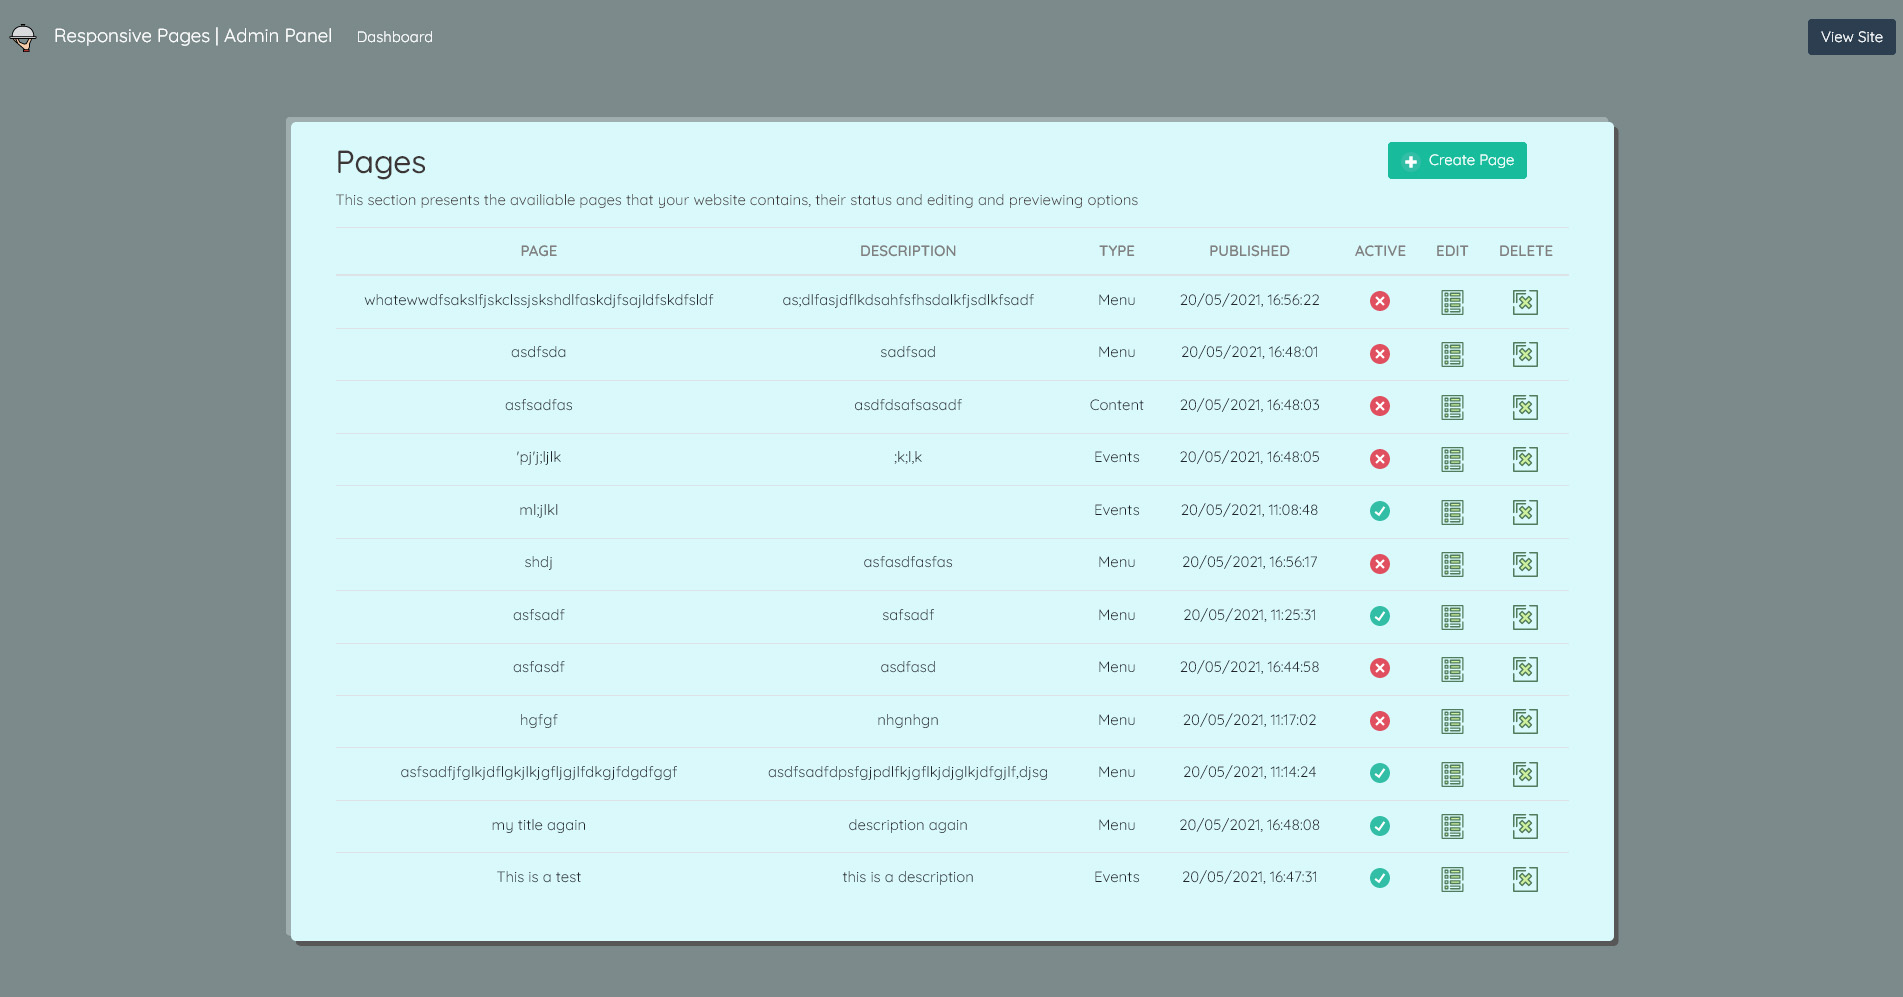 Responsive Pages | Admin Panel Dashboard View Site
Pages
Create Page
This section presents the availiable pages that your website contains, their status and editing and previewing options
PAGE DESCRIPTION TYPE PUBLISHED ACTIVE EDIT DELETE
whatewwdfsakslfjskclssjskshdlfaskdjfsajldfskdfsldf as;dlfasjdflkdsahfsfhsdalkfjsdlkfsadf Menu 20/05/2021, 16:56:22
asdfsda sadfsad Menu 20/05/2021, 16:48:01
asfsadfas asdfdsafsasadf Content 20/05/2021, 16:48:03
'pj'j;ljlk ;k;l,k Events 20/05/2021, 16:48:05
ml;jlkl Events 20/05/2021, 11:08:48
shdj asfasdfasfas Menu 20/05/2021, 16:56:17
asfsadf safsadf Menu 20/05/2021, 11:25:31
asfasdf asdfasd Menu 20/05/2021, 16:44:58
hgfgf nhgnhgn Menu 20/05/2021, 11:17:02
asfsadfjfglkjdflgkjlkjgfljgjlfdkgjfdgdfggf asdfsadfdpsfgjpdlfkjgflkjdjglkjdfgjlf,djsg Menu 20/05/2021, 11:14:24
my title again description again Menu 20/05/2021, 16:48:08
This is a test this is a description Events 20/05/2021, 16:47:31